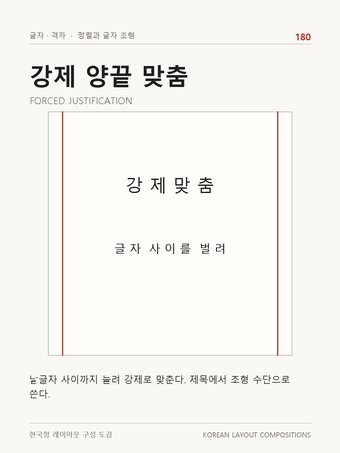 글자 · 격자 · 정렬과 글자 조형
180
강제 양끝 맞춤
FORCED JUSTIFICATION
강 제 맞 춤
글 자 사 이 를 벌 려
낱글자 사이까지 늘려 강제로 맞춘다. 제목에서 조형 수단으로
쓴다.
한국형 레이아웃 구성 도감
KOREAN LAYOUT COMPOSITIONS